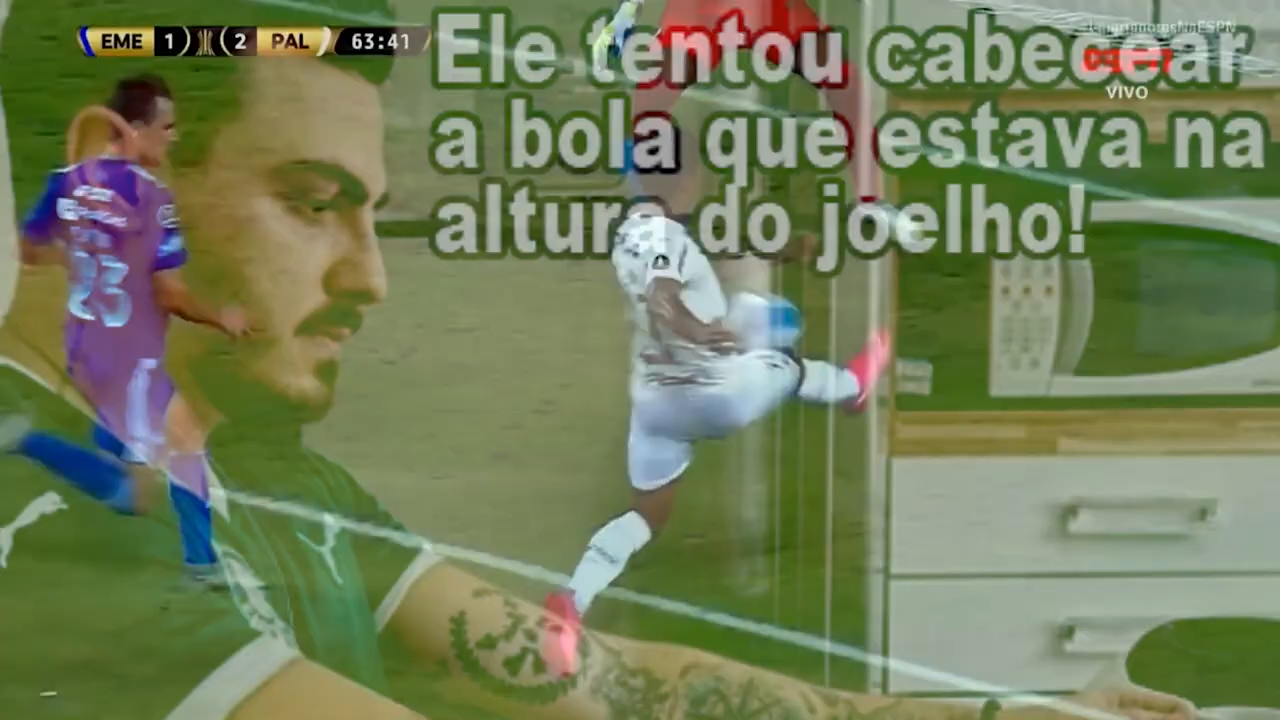 EME 1 2 PAL 63:41
Ele tentou cabecear
a bola que estava na
altura do joelho!
VIVO
23